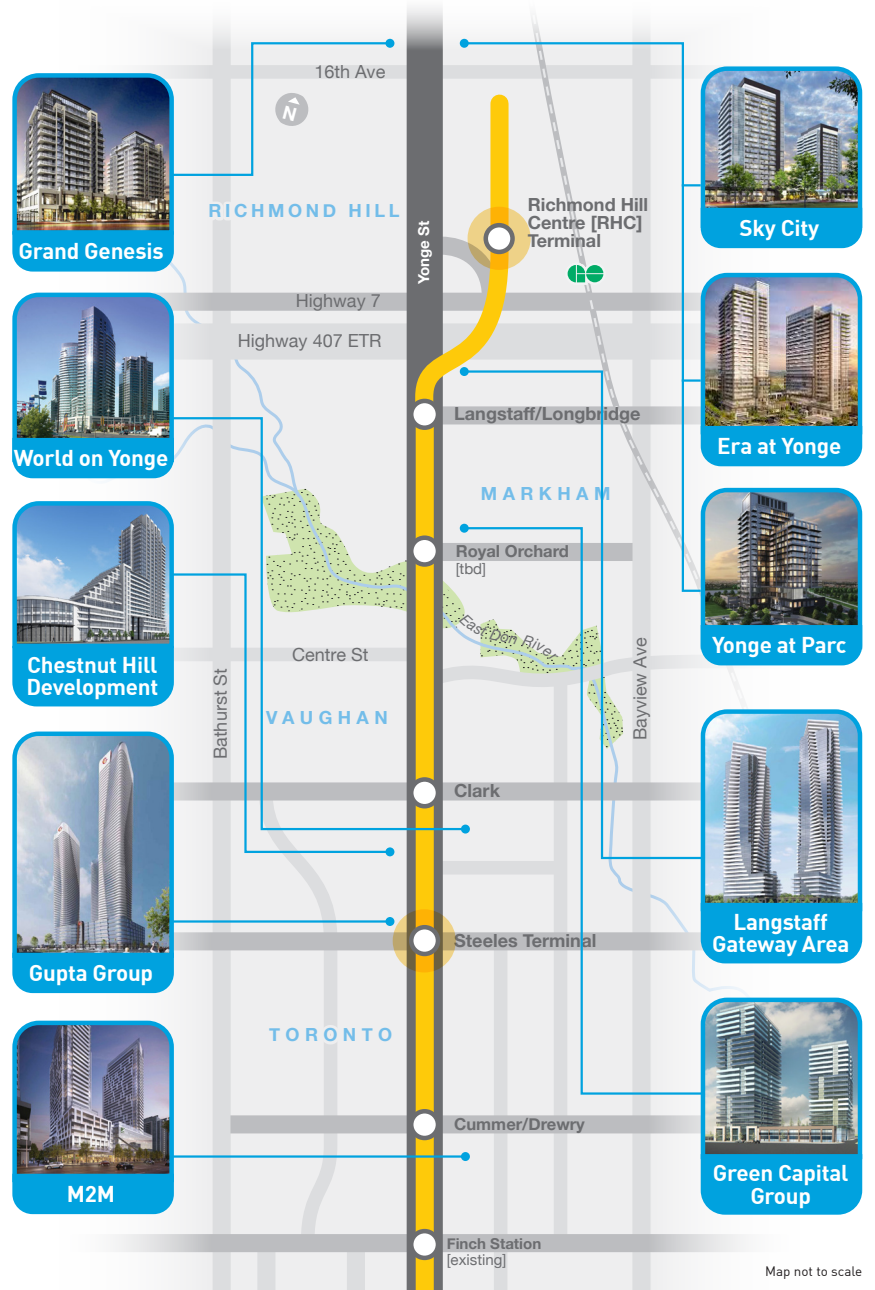 16th Ave
N
RICHMOND HILL
Yonge St
Richmond Hill
Centre [RHC]
Terminal
GO
Highway 7
Highway 407 ETR
Langstaff/Longbridge
MARKHAM
Royal Orchard
[tbd]
East Don River
Centre St
Bathurst St
Bayview Ave
VAUGHAN
Clark
Steeles Terminal
TORONTO
Cummer/Drewry
Finch Station
[existing]
Grand Genesis
World on Yonge
Chestnut Hill
Development
Gupta Group
M2M
Sky City
Era at Yonge
Yonge at Parc
Langstaff
Gateway Area
Green Capital
Group
Map not to scale